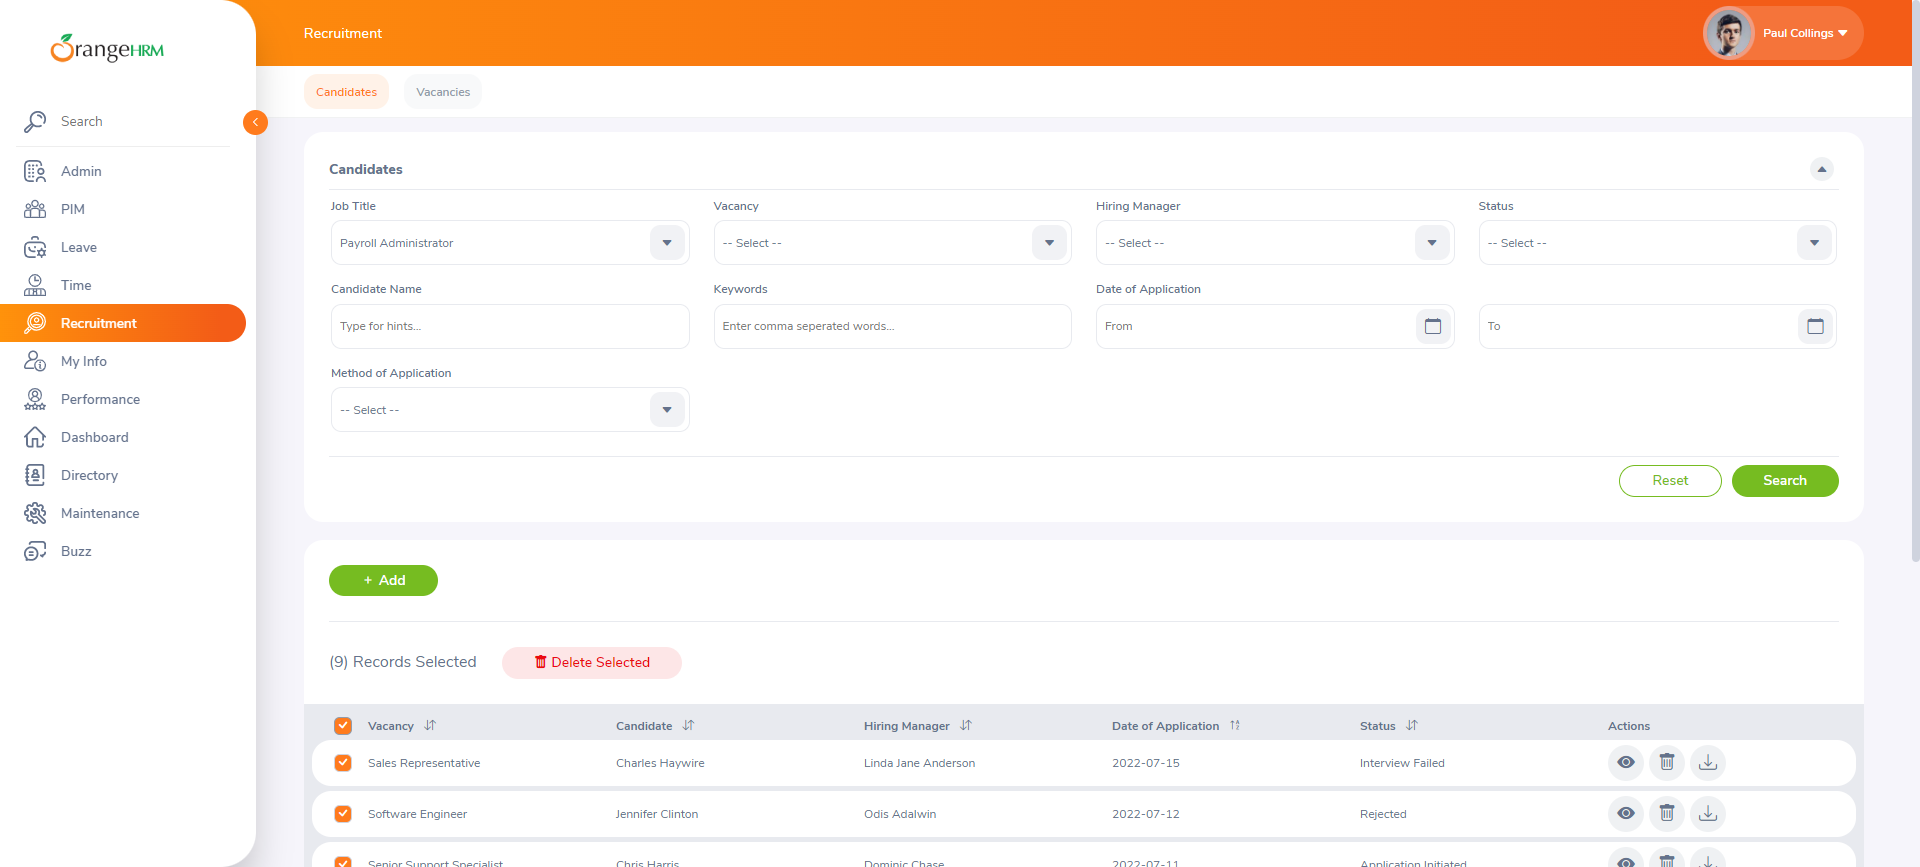 OrangeHRM
Recruitment
Paul Collings
Candidates
Vacancies
Search
Admin
PIM
Leave
Time
Recruitment
My Info
Performance
Dashboard
Directory
Maintenance
Buzz
Candidates
Job Title
Vacancy
Hiring Manager
Status
Payroll Administrator
-- Select --
-- Select --
-- Select --
Candidate Name
Keywords
Date of Application
Type for hints...
Enter comma seperated words...
From
To
Method of Application
-- Select --
Reset
Search
+ Add
(9) Records Selected
Delete Selected
Vacancy
Candidate
Hiring Manager
Date of Application
Status
Actions
Sales Representative
Charles Haywire
Linda Jane Anderson
2022-07-15
Interview Failed
Software Engineer
Jennifer Clinton
Odis Adalwin
2022-07-12
Rejected
Senior Support Specialist
Chris Harris
Dominic Chase
2022-07-11
Application Initiated